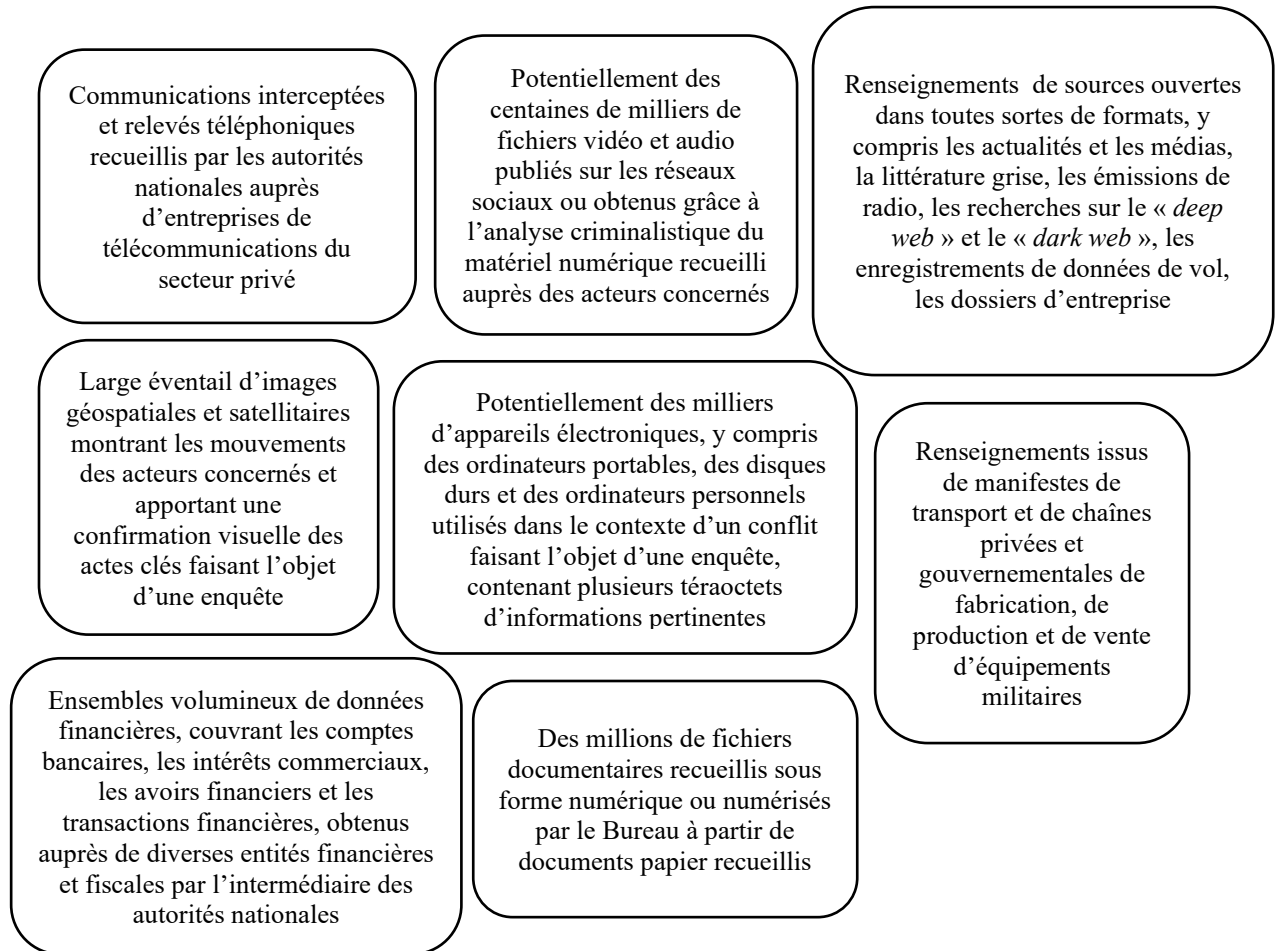 Communications interceptées
et relevés téléphoniques
recueillis par les autorités
nationales auprès
d’entreprises de
télécommunications du
secteur privé
Potentiellement des
centaines de milliers de
fichiers vidéo et audio
publiés sur les réseaux
sociaux ou obtenus grâce à
l’analyse criminalistique du
matériel numérique recueilli
auprès des acteurs concernés
Renseignements de sources ouvertes
dans toutes sortes de formats, y
compris les actualités et les médias,
la littérature grise, les émissions de
radio, les recherches sur le « deep
web » et le « dark web », les
enregistrements de données de vol,
les dossiers d’entreprise
Large éventail d’images
géospatiales et satellitaires
montrant les mouvements
des acteurs concernés et
apportant une
confirmation visuelle des
actes clés faisant l’objet
d’une enquête
Potentiellement des milliers
d’appareils électroniques, y compris
des ordinateurs portables, des disques
durs et des ordinateurs personnels
utilisés dans le contexte d’un conflit
faisant l’objet d’une enquête,
contenant plusieurs téraoctets
d’informations pertinentes
Renseignements issus
de manifestes de
transport et de chaînes
privées et
gouvernementales de
fabrication, de
production et de vente
d’équipements
militaires
Ensembles volumineux de données
financières, couvrant les comptes
bancaires, les intérêts commerciaux,
les avoirs financiers et les
transactions financières, obtenus
auprès de diverses entités financières
et fiscales par l’intermédiaire des
autorités nationales
Des millions de fichiers
documentaires recueillis sous
forme numérique ou numérisés
par le Bureau à partir de
documents papier recueillis